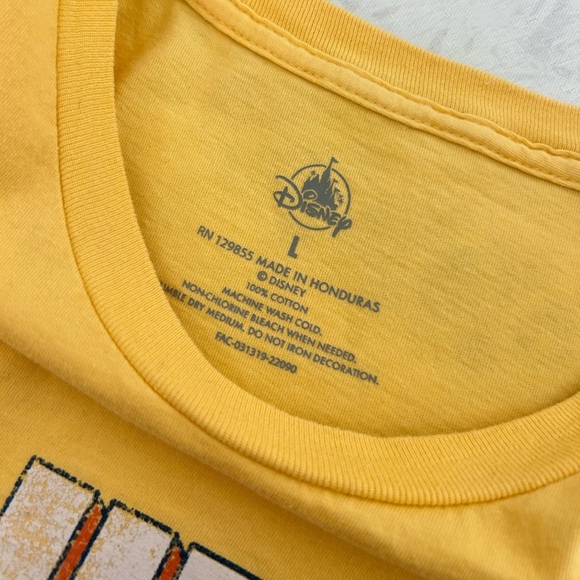 Disney
L
RN 129855 MADE IN HONDURAS
© DISNEY
100% COTTON
MACHINE WASH COLD.
NON-CHLORINE BLEACH WHEN NEEDED.
DRY MEDIUM. DO NOT IRON DECORATION.
FAC-031319-22090